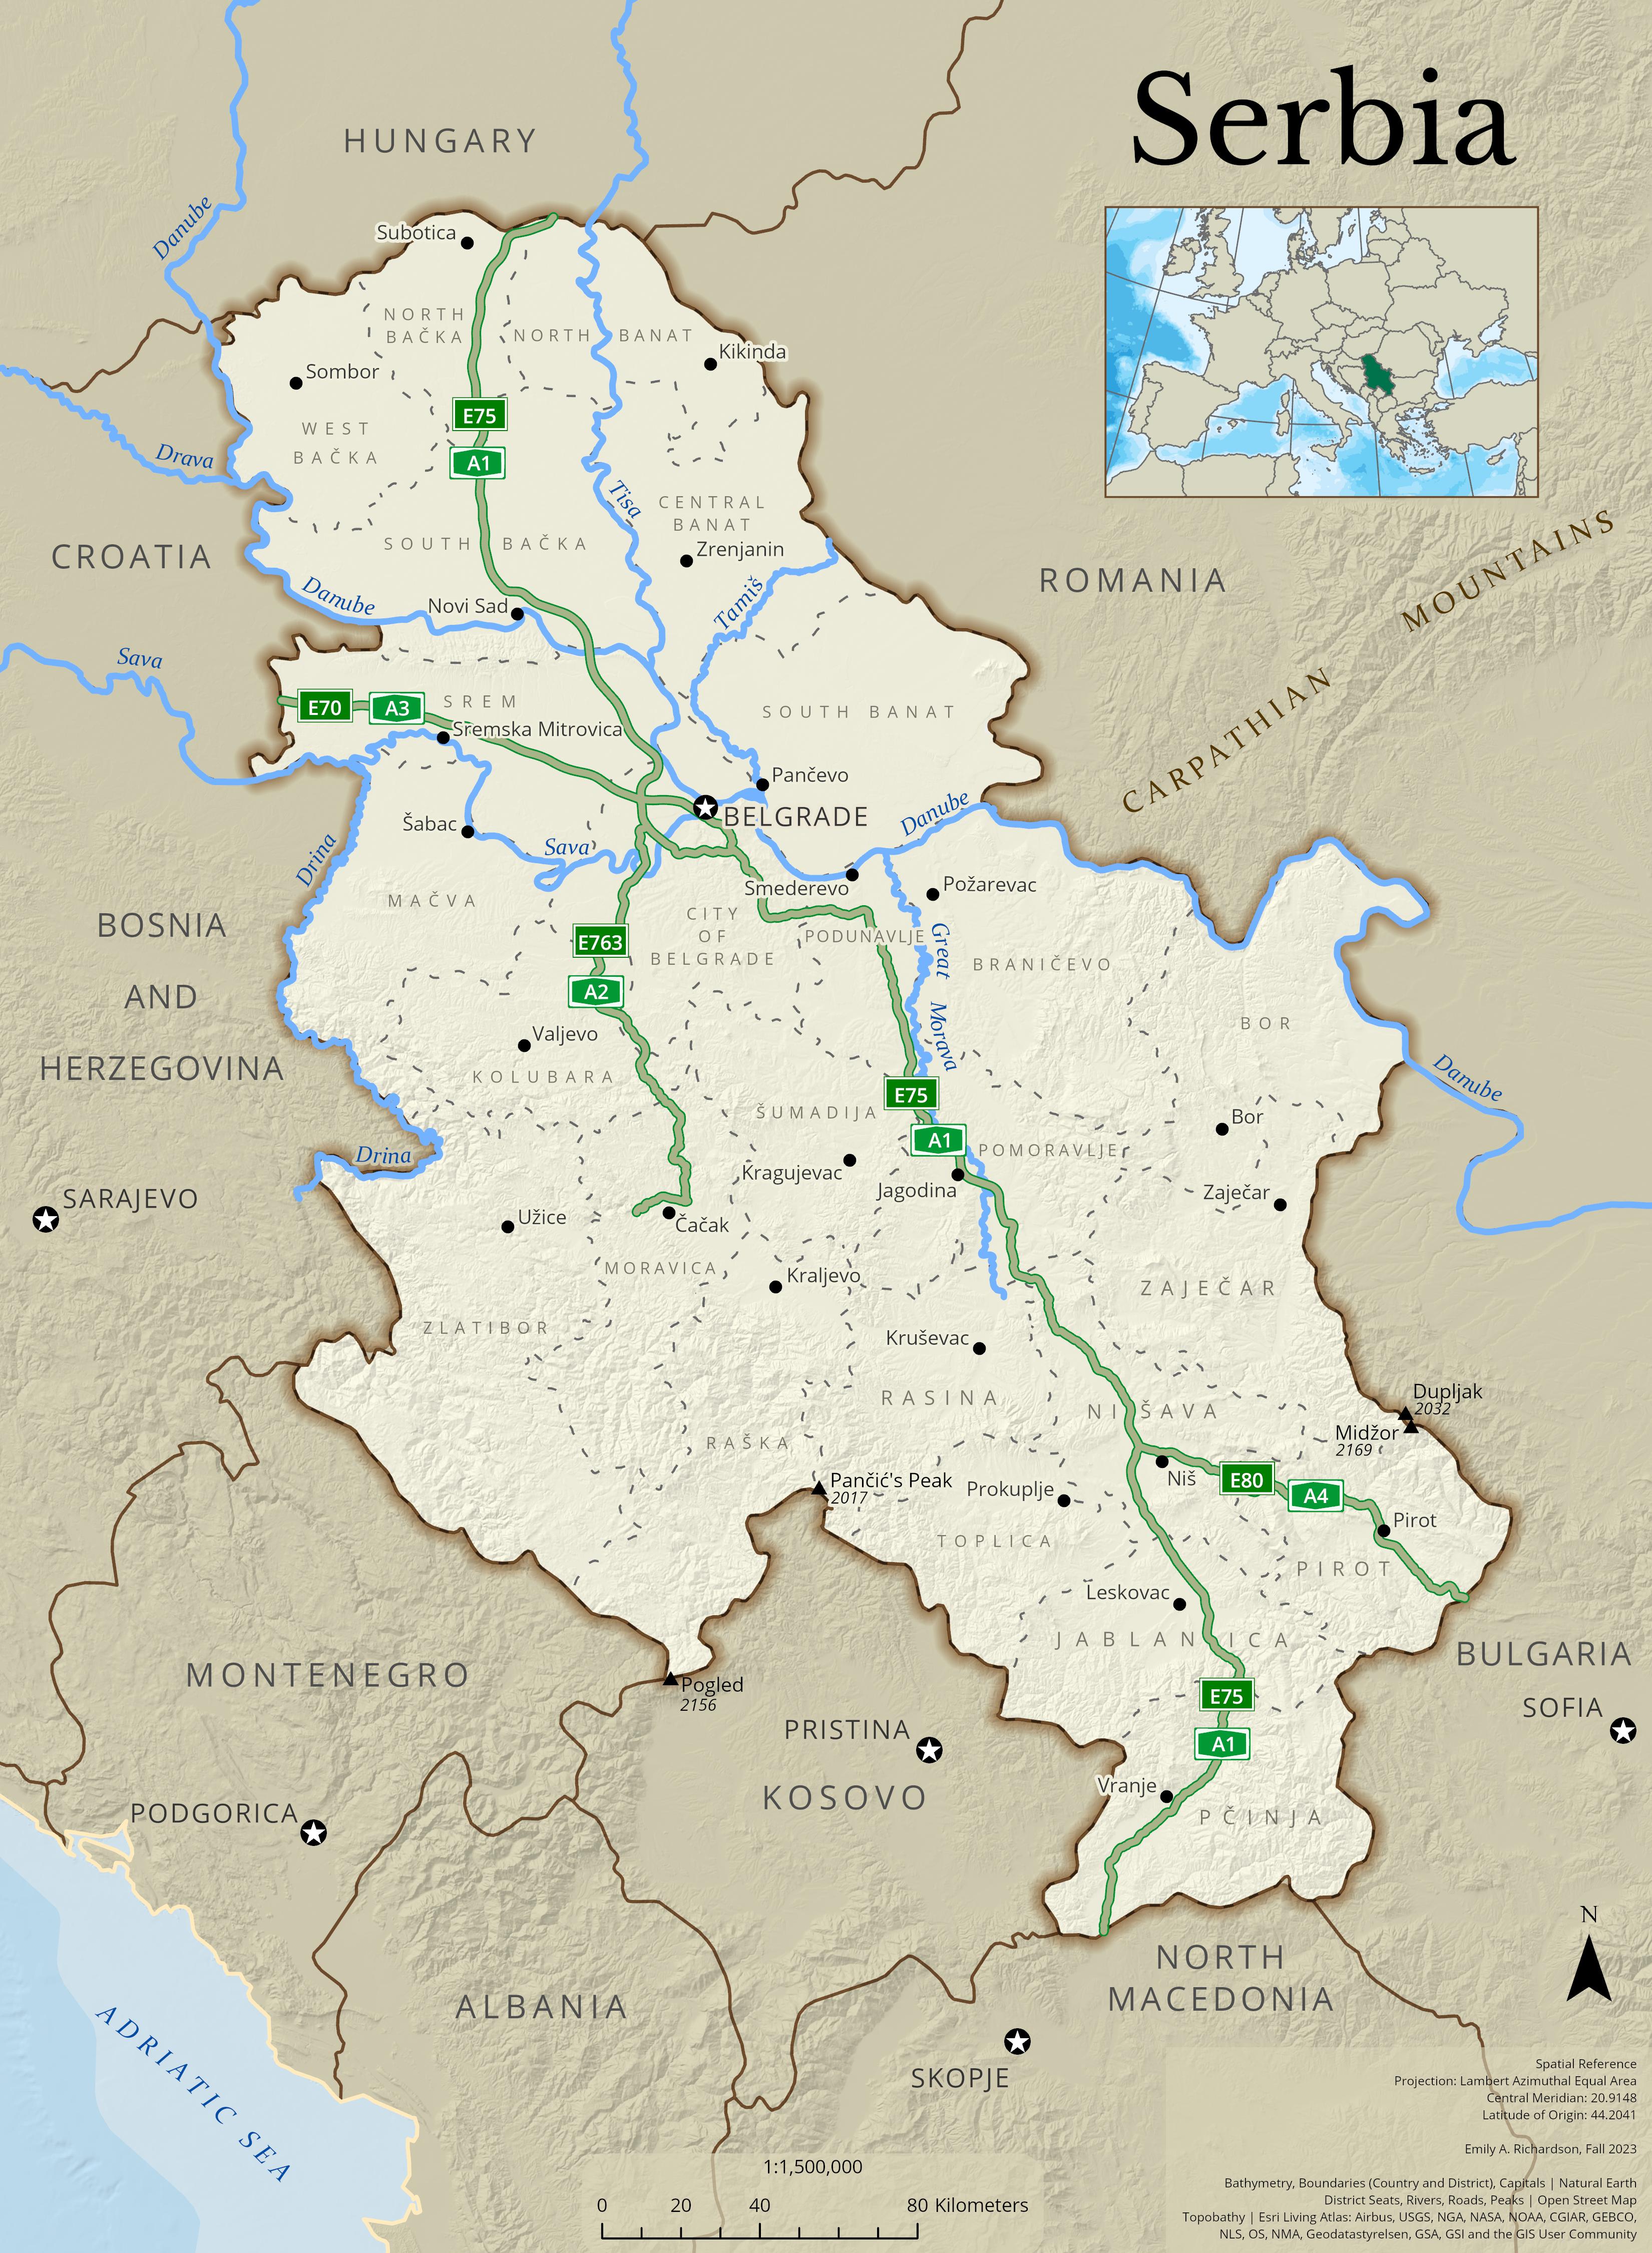 Serbia
HUNGARY
Danube
Subotica
NORTH
BAČKA
NORTH BANAT
Kikinda
Sombor
E75
WEST
BAČKA
A1
Drava
Tisa
CENTRAL
BANAT
SOUTH BAČKA
Zrenjanin
CROATIA
ROMANIA
CARPATHIAN MOUNTAINS
Danube
Novi Sad
Tamiš
Sava
E70
A3
SREM
Sremska Mitrovica
SOUTH BANAT
Pančevo
BELGRADE
Danube
Šabac
Sava
Drina
Smederevo
Požarevac
MAČVA
CITY
OF
BELGRADE
PODUNAVLJE
Great Morava
BRANIČEVO
BOSNIA
AND
HERZEGOVINA
E763
A2
BOR
Valjevo
KOLUBARA
Danube
E75
ŠUMADIJA
Bor
A1
POMORAVLJE
Drina
Kragujevac
Jagodina
Zaječar
SARAJEVO
Užice
Čačak
MORAVICA
Kraljevo
ZAJEČAR
ZLATIBOR
Kruševac
RASINA
NIŠAVA
Dupljak
2032
Midžor
2169
RAŠKA
Pančić's Peak
2017
Prokuplje
Niš
E80
A4
Pirot
TOPLICA
PIROT
Leskovac
JABLANICA
BULGARIA
MONTENEGRO
Pogled
2156
E75
SOFIA
PRISTINA
A1
KOSOVO
Vranje
PČINJA
PODGORICA
N
NORTH
MACEDONIA
ALBANIA
ADRIATIC SEA
SKOPJE
Spatial Reference
Projection: Lambert Azimuthal Equal Area
Central Meridian: 20.9148
Latitude of Origin: 44.2041
Emily A. Richardson, Fall 2023
1:1,500,000
0 20 40 80 Kilometers
Bathymetry, Boundaries (Country and District), Capitals | Natural Earth
District Seats, Rivers, Roads, Peaks | Open Street Map
Topobathy | Esri Living Atlas: Airbus, USGS, NGA, NASA, NOAA, CGIAR, GEBCO,
NLS, OS, NMA, Geodatastyrelsen, GSA, GSI and the GIS User Community